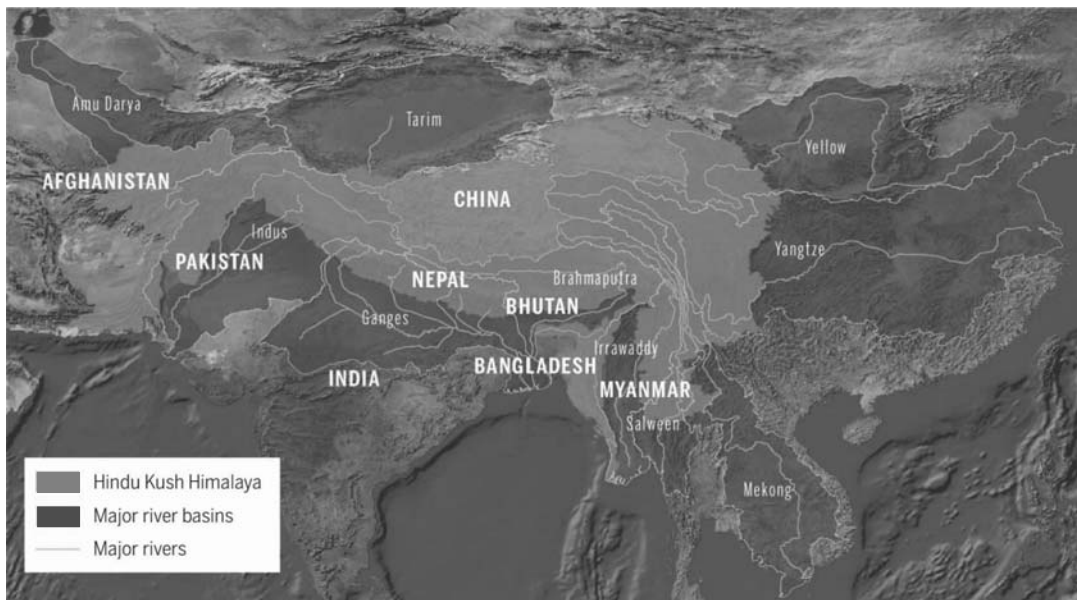 Amu Darya
Tarim
Yellow
AFGHANISTAN
CHINA
Indus
PAKISTAN
Yangtze
NEPAL
Brahmaputra
BHUTAN
Ganges
Irrawaddy
BANGLADESH
INDIA
MYANMAR
Salween
Mekong
Hindu Kush Himalaya
Major river basins
Major rivers